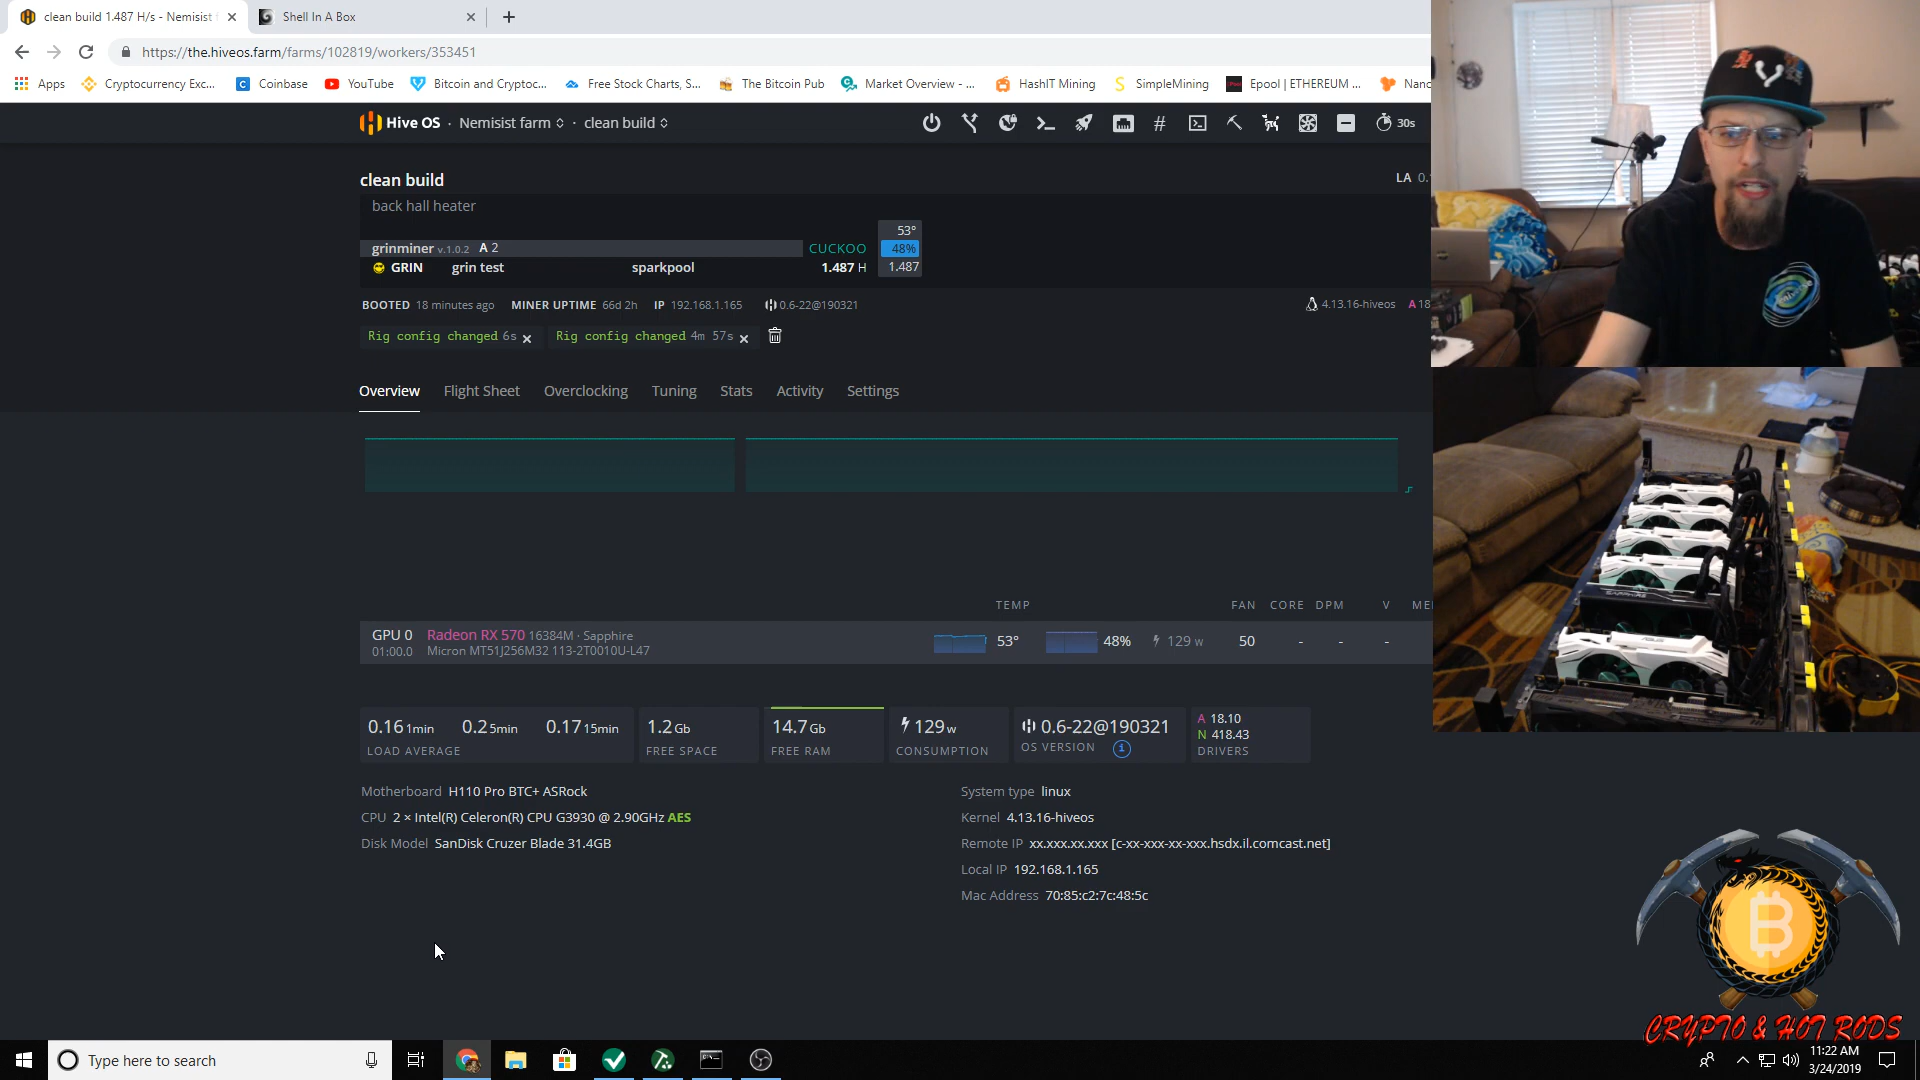 clean build 1.487 H/s - Nemisist f
Shell In A Box
https://the.hiveos.farm/farms/102819/workers/353451
Apps
Cryptocurrency Exc...
Coinbase
YouTube
Bitcoin and Cryptoc...
Free Stock Charts, S...
The Bitcoin Pub
Market Overview - ...
HashIT Mining
SimpleMining
Epool | ETHEREUM ...
Nano
Hive OS · Nemisist farm · clean build
30s
clean build
LA 0.
back hall heater
53°
grinminer v.1.0.2 A 2 CUCKOO 48%
GRIN grin test sparkpool 1.487 H 1.487
BOOTED 18 minutes ago MINER UPTIME 66d 2h IP 192.168.1.165 0.6-22@190321 4.13.16-hiveos A 18
Rig config changed 6s × Rig config changed 4m 57s ×
Overview Flight Sheet Overclocking Tuning Stats Activity Settings
TEMP FAN CORE DPM V MEM
GPU 0 Radeon RX 570 16384M · Sapphire
01:00.0 Micron MT51J256M32 113-2T0010U-L47
53° 48% 129 w 50 - - -
0.16 1min 0.2 5min 0.17 15min
LOAD AVERAGE
1.2 Gb
FREE SPACE
14.7 Gb
FREE RAM
129 w
CONSUMPTION
0.6-22@190321
OS VERSION
A 18.10
N 418.43
DRIVERS
Motherboard H110 Pro BTC+ ASRock
CPU 2 × Intel(R) Celeron(R) CPU G3930 @ 2.90GHz AES
Disk Model SanDisk Cruzer Blade 31.4GB
System type linux
Kernel 4.13.16-hiveos
Remote IP xx.xxx.xx.xxx [c-xx-xxx-xx-xxx.hsdx.il.comcast.net]
Local IP 192.168.1.165
Mac Address 70:85:c2:7c:48:5c
SAPPHIRE
ASUS
CRYPTO & HOT RODS
Type here to search
11:22 AM
3/24/2019